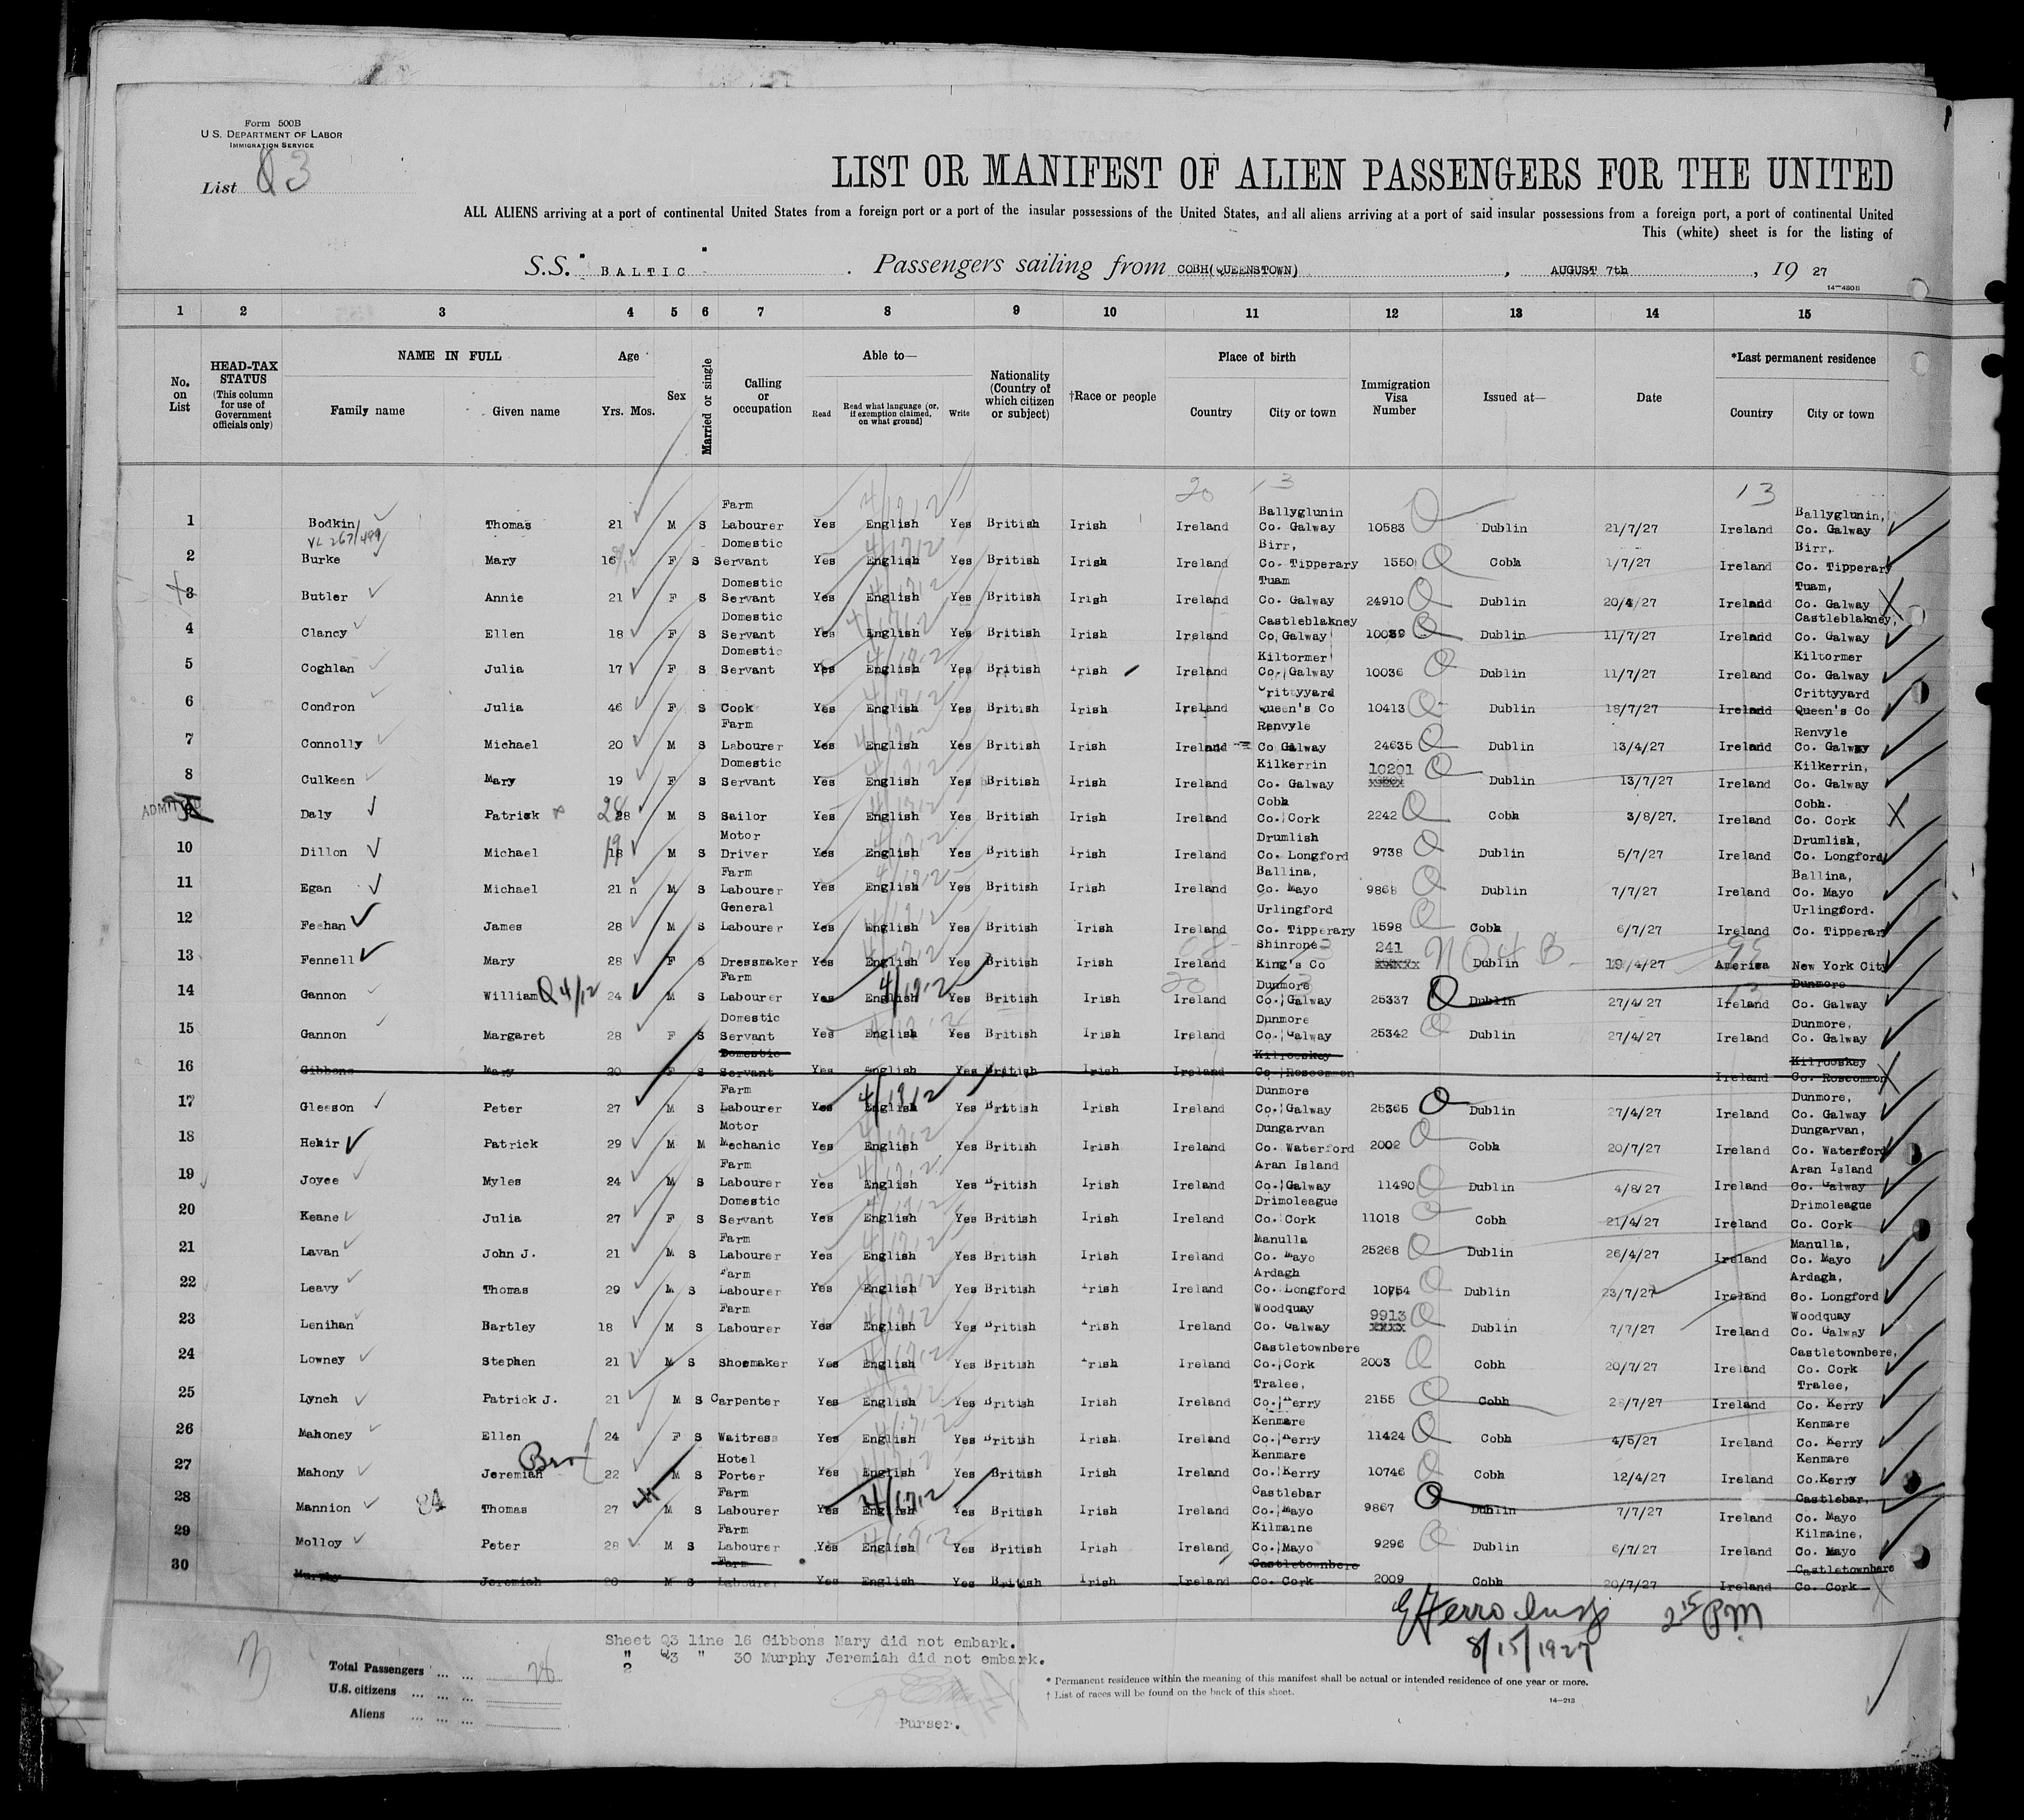 Form 500B
U. S. DEPARTMENT OF LABOR
IMMIGRATION SERVICE
List Q3
LIST OR MANIFEST OF ALIEN PASSENGERS FOR THE UNITED
ALL ALIENS arriving at a port of continental United States from a foreign port or a port of the insular possessions of the United States, and all aliens arriving at a port of said insular possessions from a foreign port, a port of continental United
This (white) sheet is for the listing of
S.S. " BALTIC " . Passengers sailing from COBH(QUEENSTOWN) , AUGUST 7th , 19 27
14—480B
1 2 3 4 5 6 7 8 9 10 11 12 13 14 15
No. on List
HEAD-TAX STATUS (This column for use of Government officials only)
NAME IN FULL Family name Given name
Age Yrs. Mos.
Sex
Married or single
Calling or occupation
Able to— Read Read what language (or, if exemption claimed, on what ground) Write
Nationality (Country of which citizen or subject)
†Race or people
Place of birth Country City or town
Immigration Visa Number
Issued at—
Date
*Last permanent residence Country City or town
20 13 13
1 Bodkin Thomas 21 M S Farm Labourer Yes English Yes British Irish Ireland Ballyglunin Co. Galway 10583 Dublin 21/7/27 Ireland Ballyglunin, Co. Galway
2 Burke Mary 16 F S Domestic Servant Yes English Yes British Irish Ireland Birr, Co. Tipperary 1550 Cobh 1/7/27 Ireland Birr, Co. Tipperary
3 Butler Annie 21 F S Domestic Servant Yes English Yes British Irish Ireland Tuam Co. Galway 24910 Dublin 20/4/27 Ireland Tuam, Co. Galway
4 Clancy Ellen 18 F S Domestic Servant Yes English Yes British Irish Ireland Castleblakney Co. Galway 10039 Dublin 11/7/27 Ireland Castleblakney, Co. Galway
5 Coghlan Julia 17 F S Domestic Servant Yes English Yes British Irish Ireland Kiltormer Co. Galway 10036 Dublin 11/7/27 Ireland Kiltormer Co. Galway
6 Condron Julia 46 F S Cook Yes English Yes British Irish Ireland Crittyyard Queen's Co 10413 Dublin 18/7/27 Ireland Crittyyard Queen's Co
7 Connolly Michael 20 M S Farm Labourer Yes English Yes British Irish Ireland Renvyle Co Galway 24635 Dublin 13/4/27 Ireland Renvyle Co. Galway
8 Culkeen Mary 19 F S Domestic Servant Yes English Yes British Irish Ireland Kilkerrin Co. Galway 10201 Dublin 13/7/27 Ireland Kilkerrin, Co. Galway
ADMITTED Daly Patrick 28 28 M S Sailor Yes English Yes British Irish Ireland Cobh Co. Cork 2242 Cobh 3/8/27. Ireland Cobh. Co. Cork
10 Dillon Michael 19 18 M S Motor Driver Yes English Yes British Irish Ireland Drumlish Co. Longford 9738 Dublin 5/7/27 Ireland Drumlish, Co. Longford
11 Egan Michael 21 M S Farm Labourer Yes English Yes British Irish Ireland Ballina, Co. Mayo 9868 Dublin 7/7/27 Ireland Ballina, Co. Mayo
12 Feehan James 28 M S General Labourer Yes English Yes British Irish Ireland Urlingford Co. Tipperary 1598 Cobh 6/7/27 Ireland Urlingford. Co. Tipperary
13 Fennell Mary 28 F S Dressmaker Yes English Yes British Irish Ireland Shinrone King's Co 241 NQ4B Dublin 19/4/27 America New York City
14 Gannon William Q 4/12 24 M S Farm Labourer Yes English Yes British Irish Ireland Dunmore Co. Galway 25337 Dublin 27/4/27 Ireland Dunmore Co. Galway
15 Gannon Margaret 28 F S Domestic Servant Yes English Yes British Irish Ireland Dunmore Co. Galway 25342 Dublin 27/4/27 Ireland Dunmore, Co. Galway
16 Gibbons Mary 20 F S Domestic Servant Yes English Yes British Irish Ireland Kilrooskey Co. Roscommon Ireland Kilrooskey Co. Roscommon
17 Gleeson Peter 27 M S Farm Labourer Yes English Yes British Irish Ireland Dunmore Co. Galway 25365 Dublin 27/4/27 Ireland Dunmore, Co. Galway
18 Hehir Patrick 29 M M Motor Mechanic Yes English Yes British Irish Ireland Dungarvan Co. Waterford 2002 Cobh 20/7/27 Ireland Dungarvan, Co. Waterford
19 Joyce Myles 24 M S Farm Labourer Yes English Yes British Irish Ireland Aran Island Co. Galway 11490 Dublin 4/8/27 Ireland Aran Island Co. Galway
20 Keane Julia 27 F S Domestic Servant Yes English Yes British Irish Ireland Drimoleague Co. Cork 11018 Cobh 21/4/27 Ireland Drimoleague Co. Cork
21 Lavan John J. 21 M S Farm Labourer Yes English Yes British Irish Ireland Manulla Co. Mayo 25268 Dublin 26/4/27 Ireland Manulla, Co. Mayo
22 Leavy Thomas 29 M S Farm Labourer Yes English Yes British Irish Ireland Ardagh Co. Longford Dublin 23/7/27 Ireland Ardagh, Co. Longford
23 Lenihan Bartley 18 M S Farm Labourer Yes English Yes British Irish Ireland Woodquay Co. Galway 9913 Dublin 7/7/27 Ireland Woodquay Co. Galway
24 Lowney Stephen 21 M S Shoemaker Yes English Yes British Irish Ireland Castletownbere Co. Cork 2003 Cobh 20/7/27 Ireland Castletownbere, Co. Cork
25 Lynch Patrick J. 21 M S Carpenter Yes English Yes British Irish Ireland Tralee, Co. Kerry 2155 Cobh Ireland Tralee, Co. Kerry
26 Mahoney Ellen 24 F S Waitress Yes English Yes British Irish Ireland Kenmare Co. Kerry 11424 Cobh 4/5/27 Ireland Kenmare Co. Kerry
27 Mahony Jeremiah 22 M S Hotel Porter Yes English Yes British Irish Ireland Kenmare Co. Kerry 10746 Cobh 12/4/27 Ireland Kenmare Co.Kerry
28 Mannion 84 Thomas 27 M S Farm Labourer Yes English Yes British Irish Ireland Castlebar Co. Mayo 9867 Dublin 7/7/27 Ireland Castlebar, Co. Mayo
29 Molloy Peter 28 M S Farm Labourer Yes English Yes British Irish Ireland Kilmaine Co. Mayo 9296 Dublin 6/7/27 Ireland Kilmaine, Co. Mayo
30 Murphy Jeremiah 20 M S Farm Labourer Yes English Yes British Irish Ireland Castletownbere Co. Cork 2009 Cobh 20/7/27 Ireland Castletownbere Co. Cork
2 15 PM
8/15/1927
Sheet Q3 line 16 Gibbons Mary did not embark.
" Q3 " 30 Murphy Jeremiah did not embark.
2
Total Passengers
U.S. citizens
Aliens
Purser.
* Permanent residence within the meaning of this manifest shall be actual or intended residence of one year or more.
† List of races will be found on the back of this sheet.
14—213